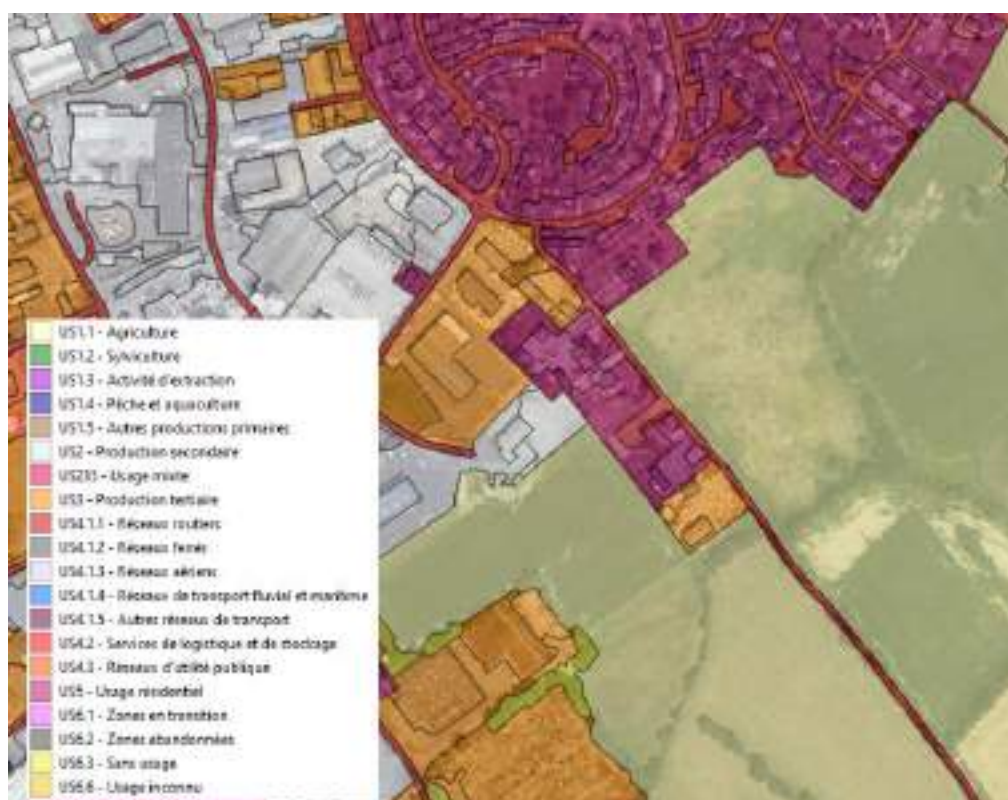 US1.1 - Agriculture
US1.2 - Sylviculture
US1.3 - Activité d'extraction
US1.4 - Pêche et aquaculture
US1.5 - Autres productions primaires
US2 - Production secondaire
US235 - Usage mixte
US3 - Production tertiaire
US4.1.1 - Réseaux routiers
US4.1.2 - Réseaux ferrés
US4.1.3 - Réseaux aériens
US4.1.4 - Réseaux de transport fluvial et maritime
US4.1.5 - Autres réseaux de transport
US4.2 - Services de logistique et de stockage
US4.3 - Réseaux d'utilité publique
US5 - Usage résidentiel
US6.1 - Zones en transition
US6.2 - Zones abandonnées
US6.3 - Sans usage
US6.6 - Usage inconnu